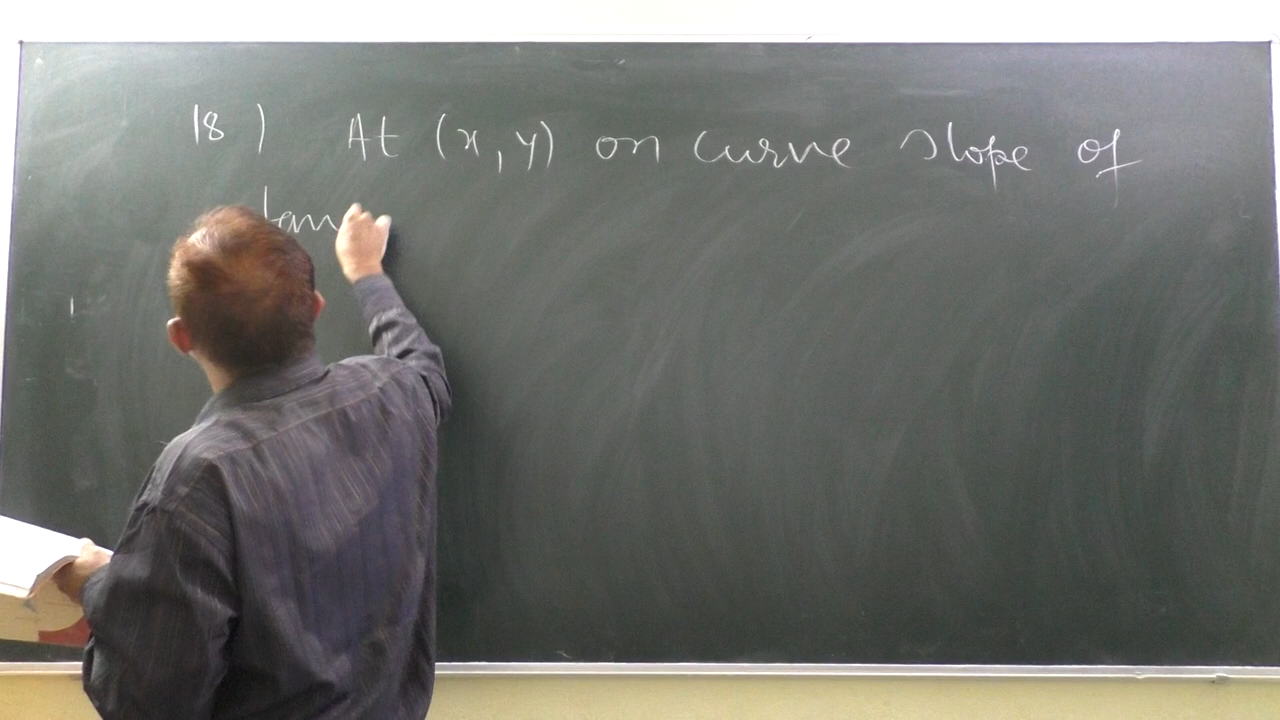 18) At (x, y) on curve slope of
tan